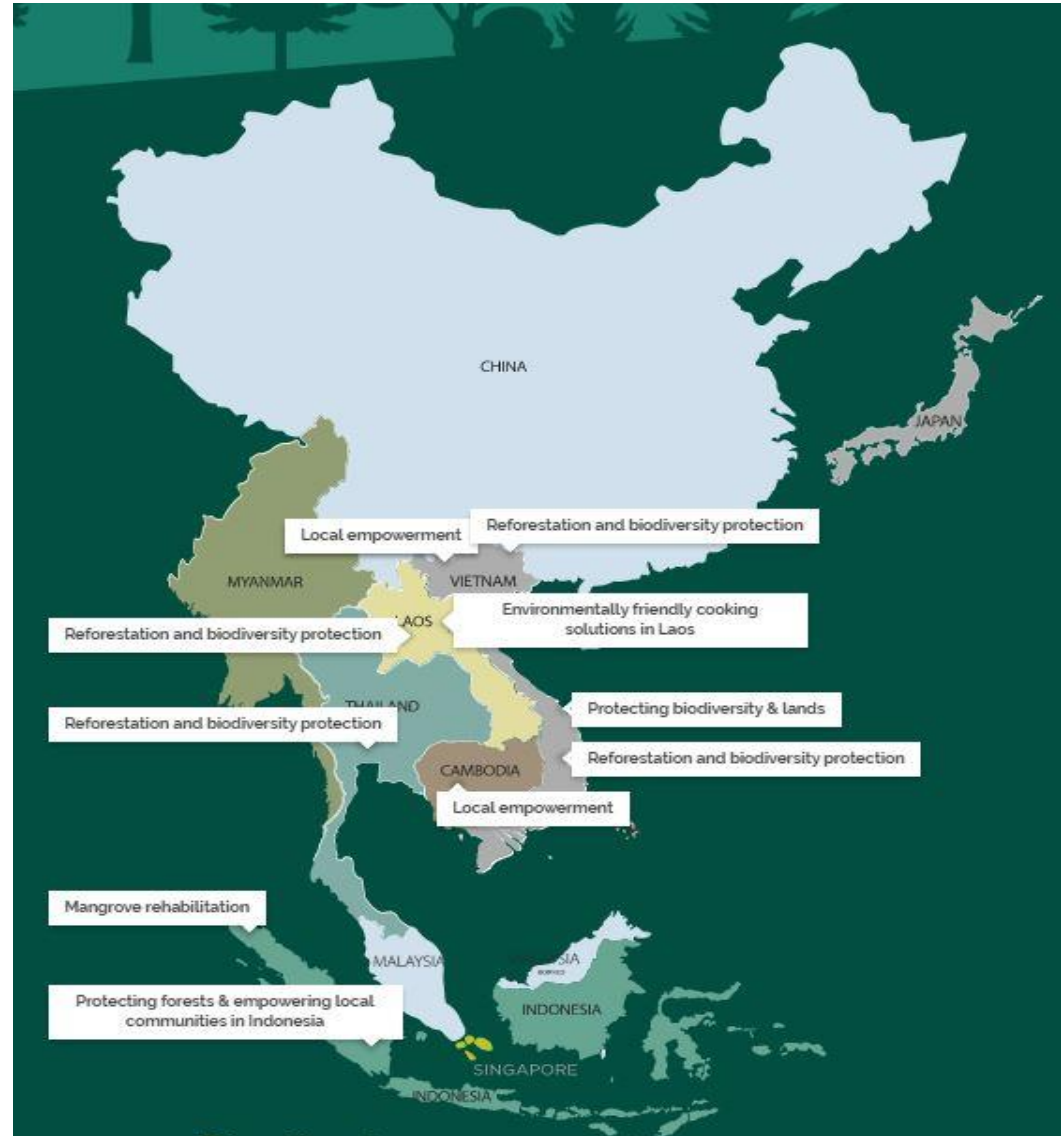 CHINA
JAPAN
Local empowerment
Reforestation and biodiversity protection
MYANMAR
VIETNAM
LAOS
Environmentally friendly cooking
solutions in Laos
Reforestation and biodiversity protection
THAILAND
Reforestation and biodiversity protection
Protecting biodiversity & lands
CAMBODIA
Reforestation and biodiversity protection
Local empowerment
Mangrove rehabilitation
MALAYSIA
INDONESIA
Protecting forests & empowering local
communities in Indonesia
SINGAPORE
INDONESIA